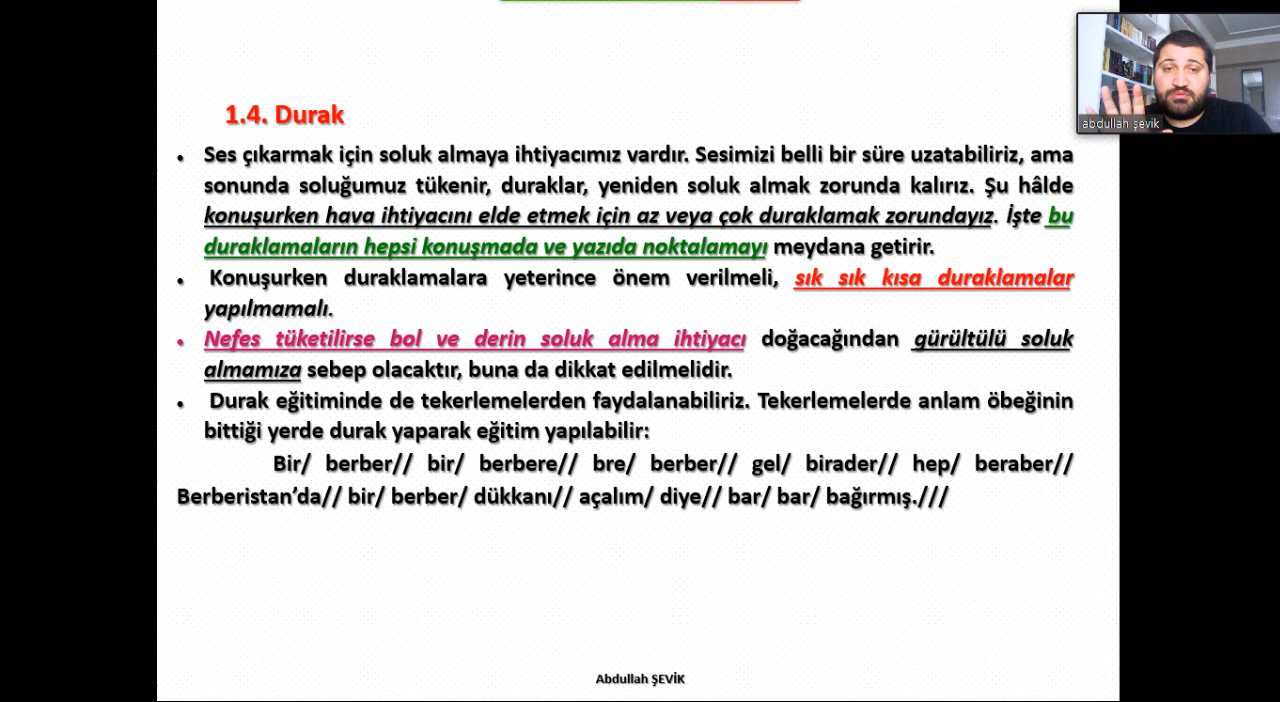 abdullah şevik
1.4. Durak
• Ses çıkarmak için soluk almaya ihtiyacımız vardır. Sesimizi belli bir süre uzatabiliriz, ama
sonunda soluğumuz tükenir, duraklar, yeniden soluk almak zorunda kalırız. Şu hâlde
konuşurken hava ihtiyacını elde etmek için az veya çok duraklamak zorundayız. İşte bu
duraklamaların hepsi konuşmada ve yazıda noktalamayı meydana getirir.
• Konuşurken duraklamalara yeterince önem verilmeli, sık sık kısa duraklamalar
yapılmamalı.
• Nefes tüketilirse bol ve derin soluk alma ihtiyacı doğacağından gürültülü soluk
almamıza sebep olacaktır, buna da dikkat edilmelidir.
• Durak eğitiminde de tekerlemelerden faydalanabiliriz. Tekerlemelerde anlam öbeğinin
bittiği yerde durak yaparak eğitim yapılabilir:
Bir/ berber// bir/ berbere// bre/ berber// gel/ birader// hep/ beraber//
Berberistan’da// bir/ berber/ dükkanı// açalım/ diye// bar/ bar/ bağırmış.///
Abdullah ŞEVİK